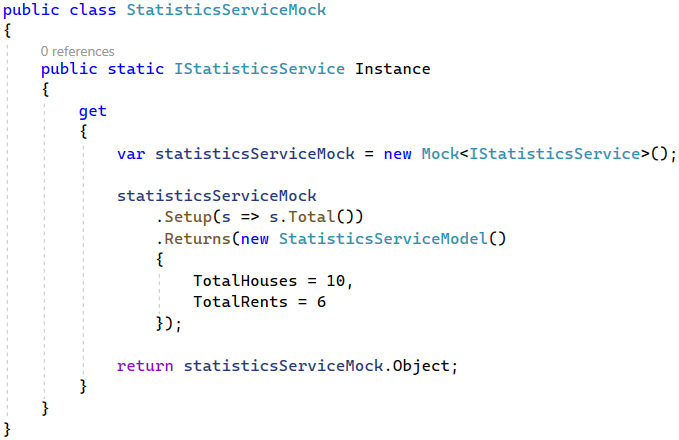 public class StatisticsServiceMock
{
0 references
public static IStatisticsService Instance
{
get
{
var statisticsServiceMock = new Mock<IStatisticsService>();
statisticsServiceMock
.Setup(s => s.Total())
.Returns(new StatisticsServiceModel()
{
TotalHouses = 10,
TotalRents = 6
});
return statisticsServiceMock.Object;
}
}
}